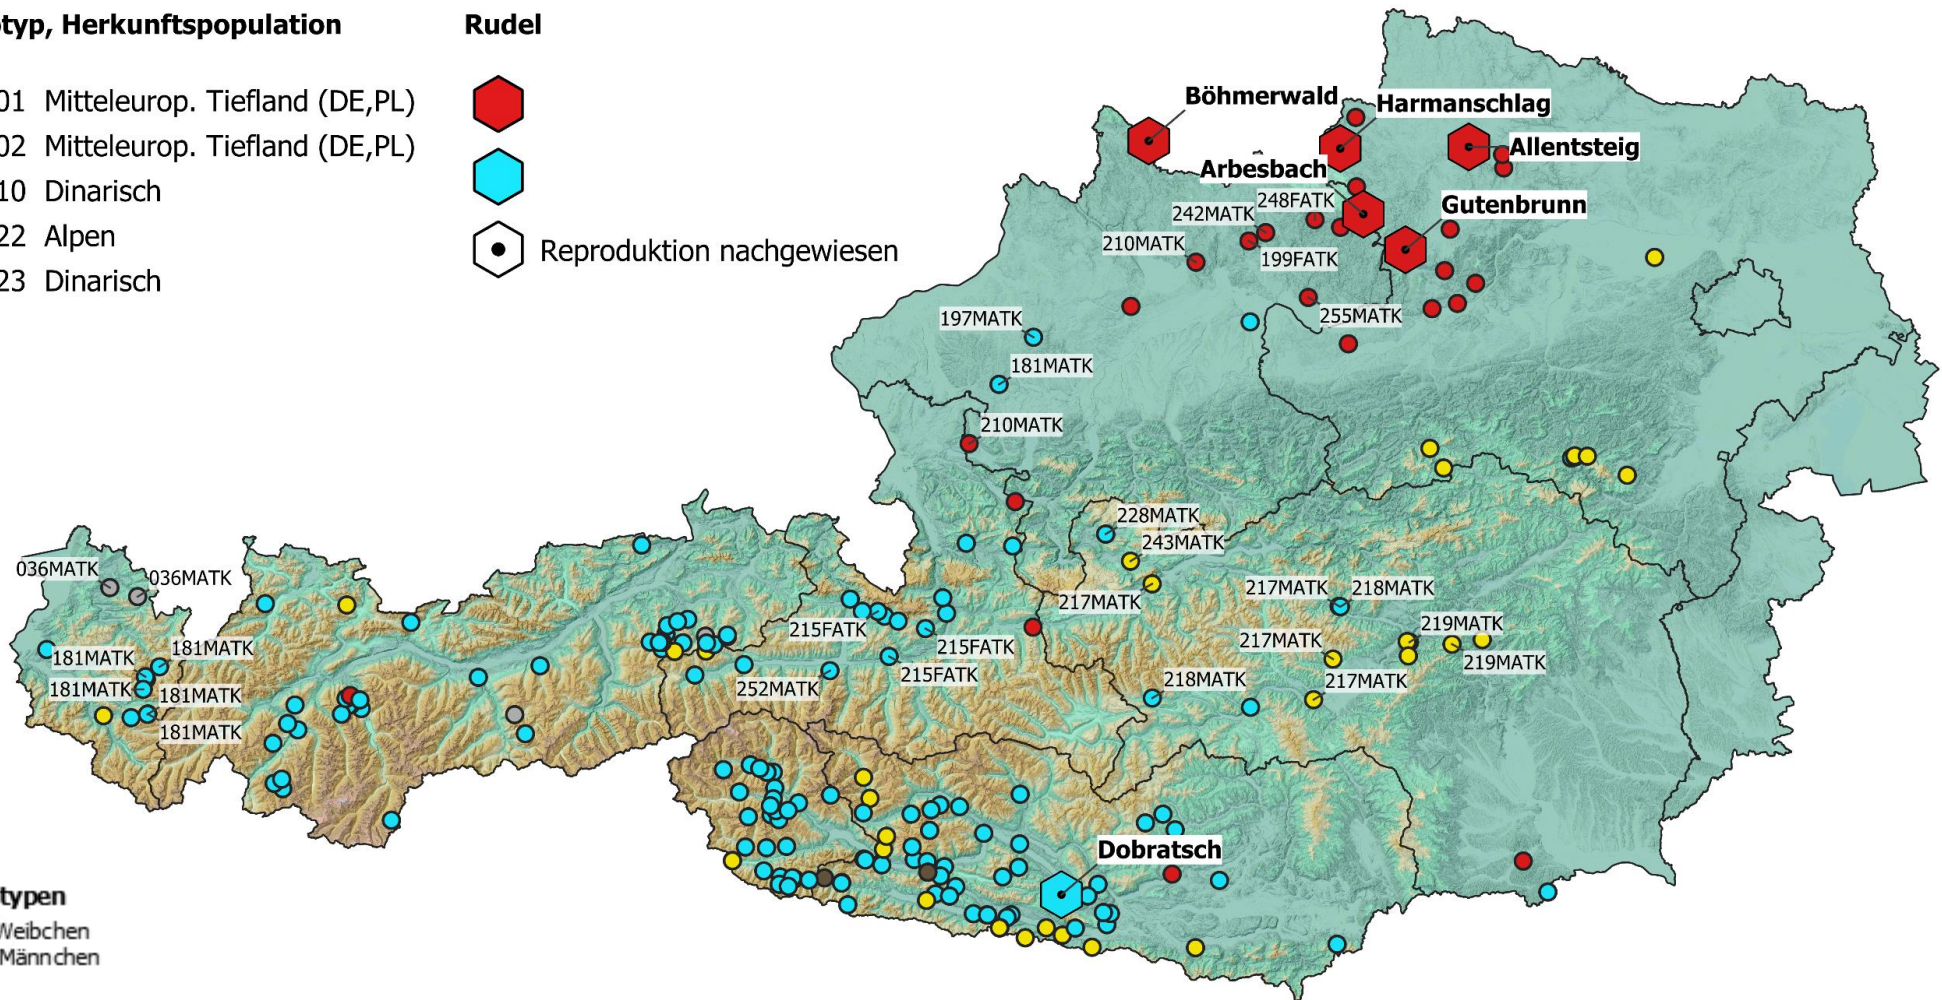 typ, Herkunftspopulation
Rudel
01 Mitteleurop. Tiefland (DE,PL)
02 Mitteleurop. Tiefland (DE,PL)
10 Dinarisch
22 Alpen
23 Dinarisch
Reproduktion nachgewiesen
Böhmerwald
Harmanschlag
Allentsteig
Arbesbach
Gutenbrunn
248FATK
242MATK
210MATK
199FATK
255MATK
197MATK
181MATK
210MATK
228MATK
243MATK
217MATK
217MATK
218MATK
219MATK
217MATK
219MATK
217MATK
218MATK
036MATK
036MATK
215FATK
215FATK
215FATK
252MATK
181MATK
181MATK
181MATK
181MATK
181MATK
Dobratsch
typen
Weibchen
Männchen